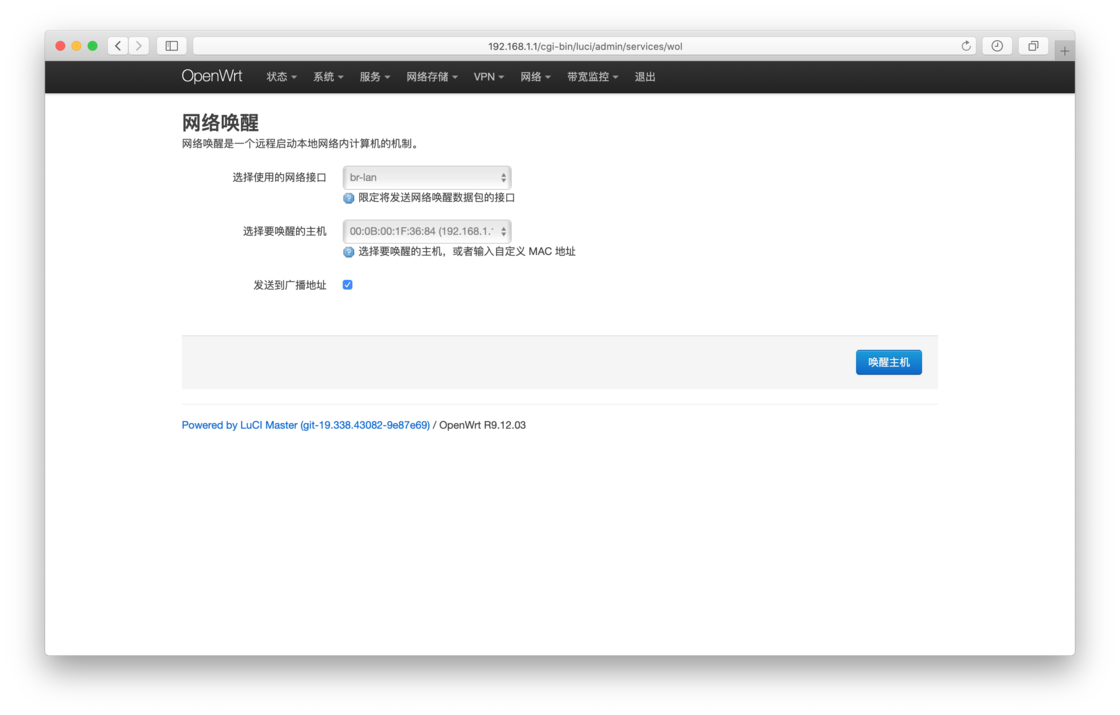 192.168.1.1/cgi-bin/luci/admin/services/wol
OpenWrt 状态 系统 服务 网络存储 VPN 网络 带宽监控 退出
网络唤醒
网络唤醒是一个远程启动本地网络内计算机的机制。
选择使用的网络接口 br-lan
限定将发送网络唤醒数据包的接口
选择要唤醒的主机 00:0B:00:1F:36:84 (192.168.1.
选择要唤醒的主机，或者输入自定义 MAC 地址
发送到广播地址
唤醒主机
Powered by LuCI Master (git-19.338.43082-9e87e69) / OpenWrt R9.12.03